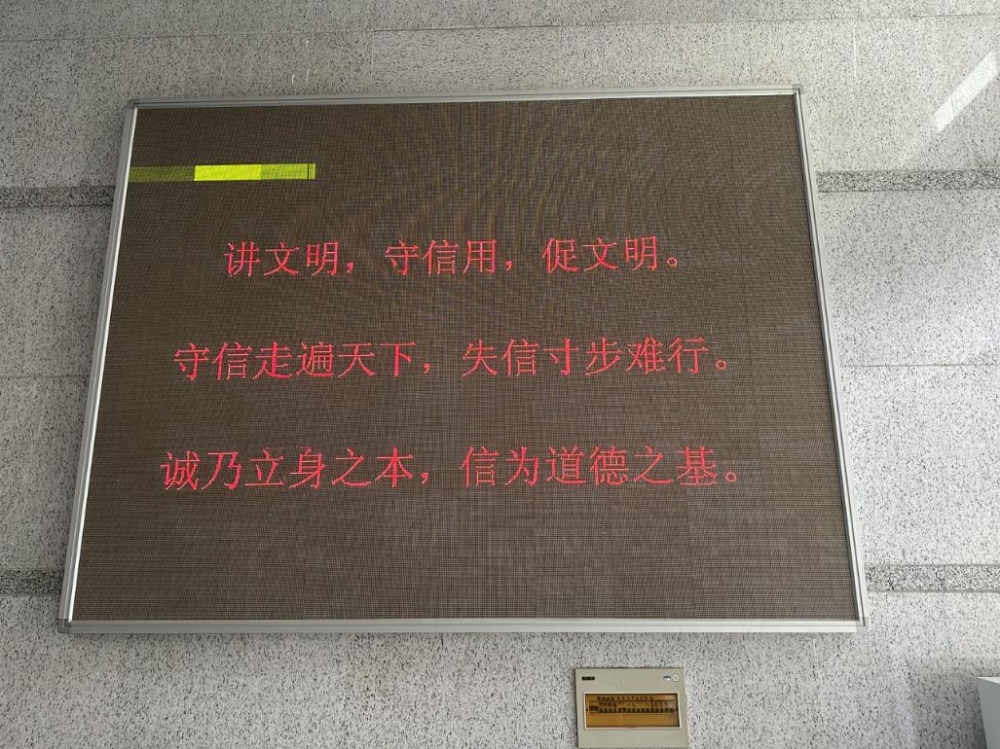 讲文明，守信用，促文明。
守信走遍天下，失信寸步难行。
诚乃立身之本，信为道德之基。